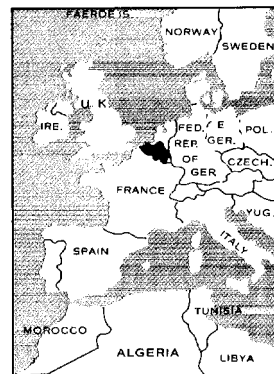 FAEROE IS.
NORWAY
SWEDEN
U. K.
IRE.
FED.
REP.
OF
GER.
E
GER.
POL.
CZECH.
FRANCE
YUG.
ITALY
SPAIN
TUNISIA
MOROCCO
ALGERIA
LIBYA